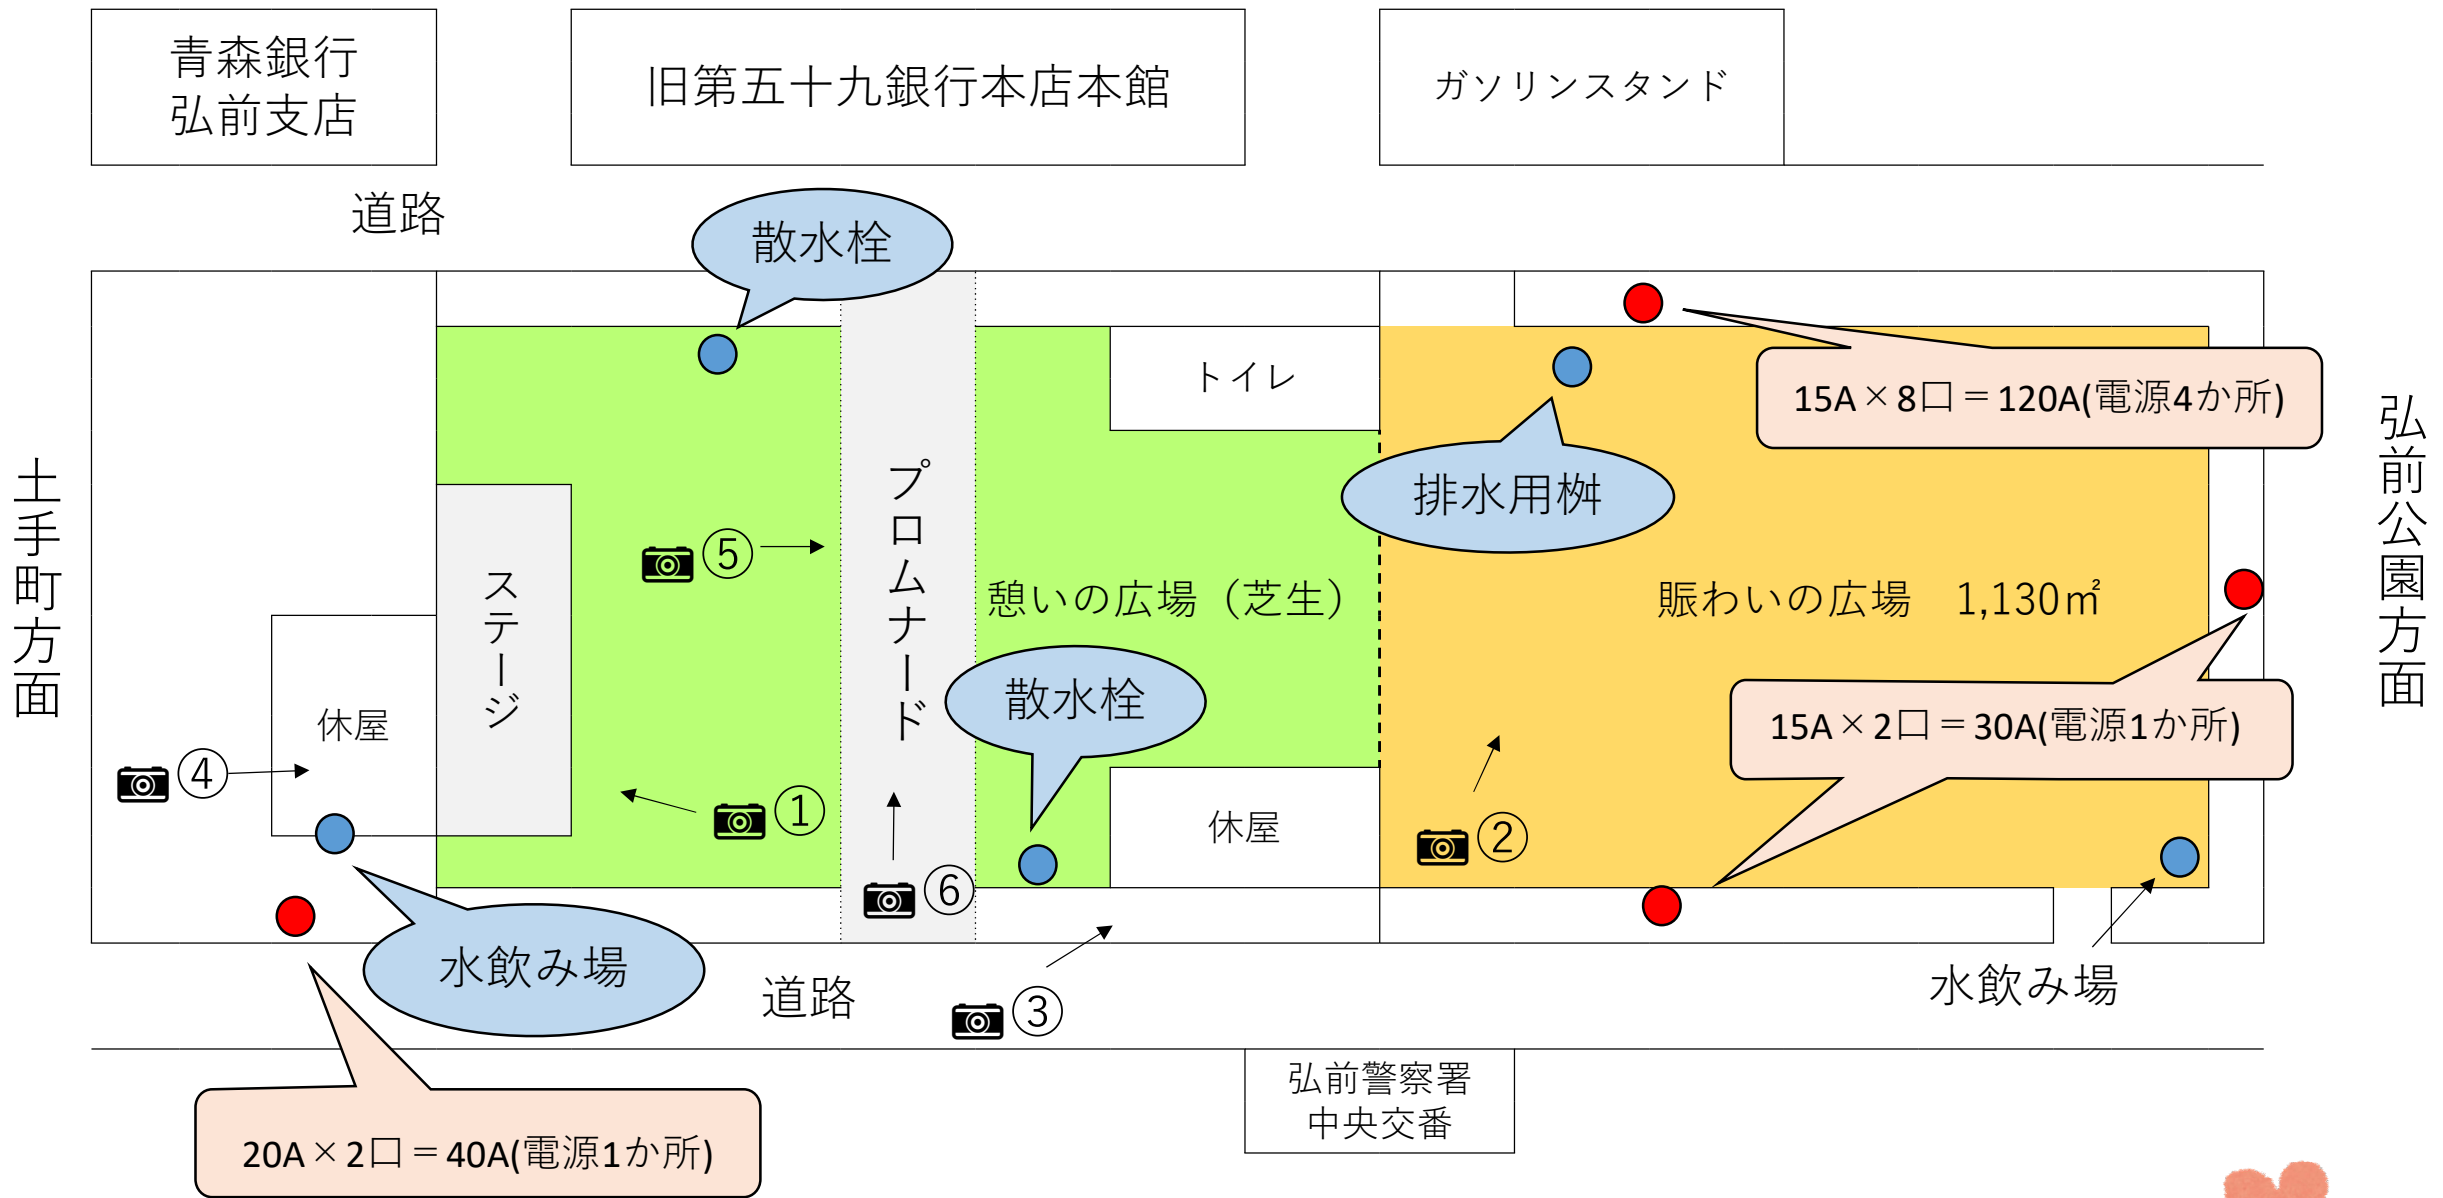 青森銀行
弘前支店
旧第五十九銀行本店本館
ガソリンスタンド
道路
散水栓
トイレ
15A×8口＝120A(電源4か所)
排水用桝
土手町方面
弘前公園方面
プロムナード
ステージ
⑤
憩いの広場（芝生）
賑わいの広場　1,130㎡
散水栓
15A×2口＝30A(電源1か所)
休屋
④
①
休屋
②
⑥
水飲み場
道路
③
水飲み場
弘前警察署
中央交番
20A×2口＝40A(電源1か所)